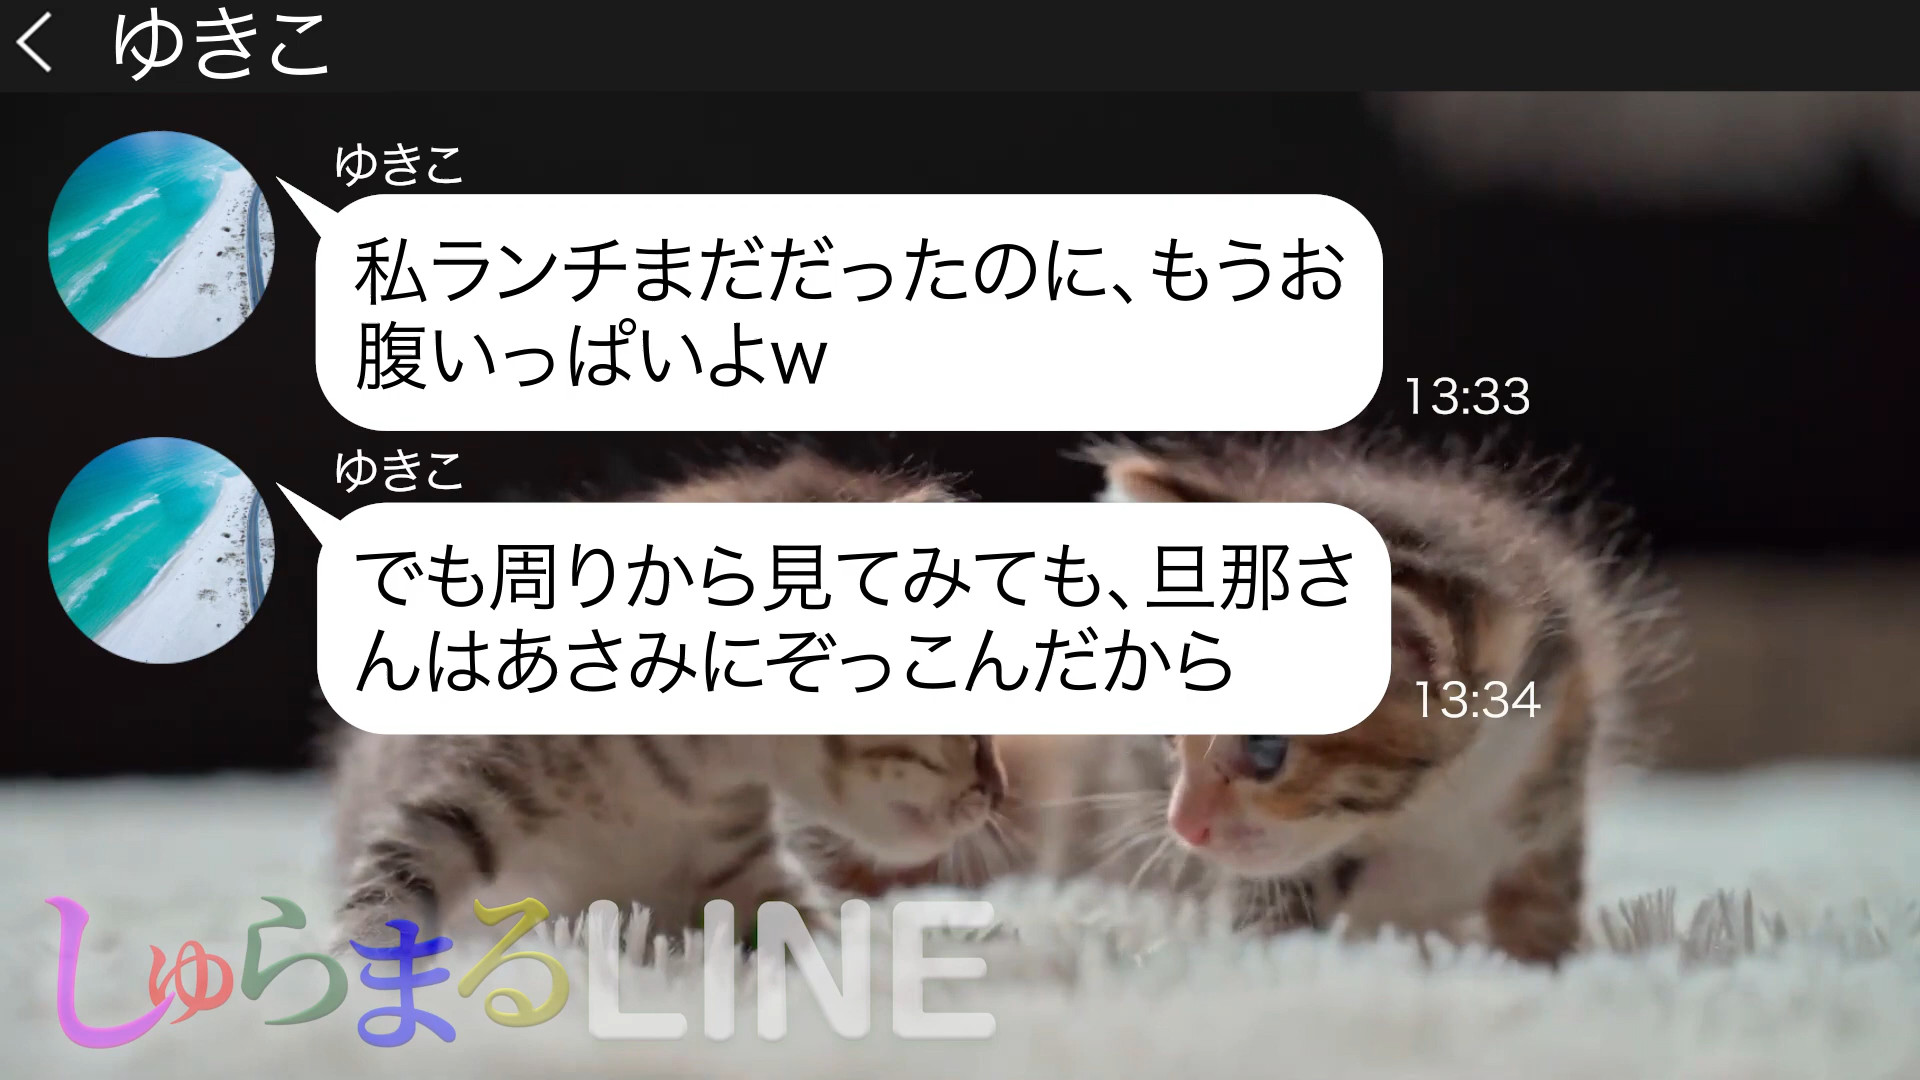 ゆきこ
ゆきこ
私ランチまだだったのに、もうお
腹いっぱいよw
13:33
ゆきこ
でも周りから見てみても、旦那さ
んはあさみにぞっこんだから
13:34
しゅらまるLINE